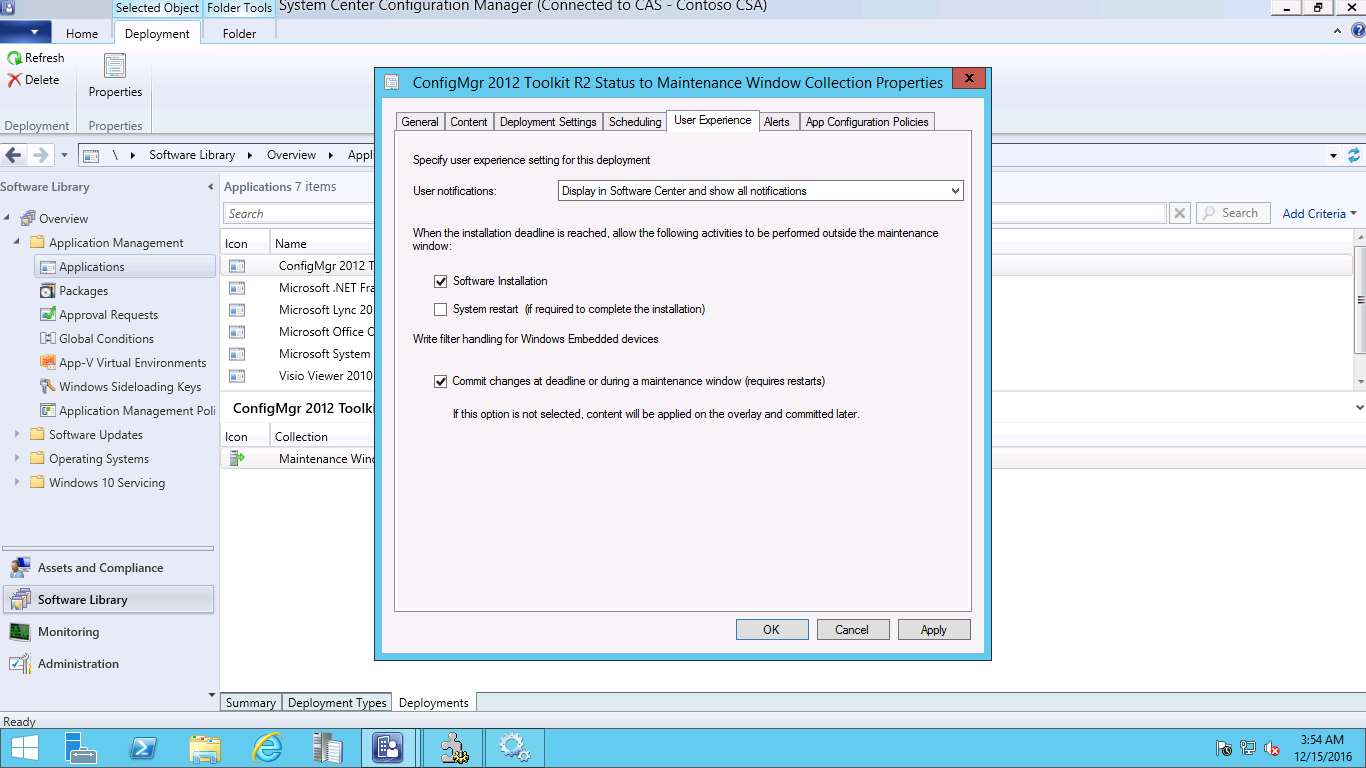 Selected Object Folder Tools System Center Configuration Manager (Connected to CAS - Contoso CSA)
Home Deployment Folder
Refresh
Delete
Properties
Deployment Properties
\ Software Library Overview Appl
Software Library
Overview
Application Management
Applications
Packages
Approval Requests
Global Conditions
App-V Virtual Environments
Windows Sideloading Keys
Application Management Poli
Software Updates
Operating Systems
Windows 10 Servicing
Assets and Compliance
Software Library
Monitoring
Administration
Applications 7 items
Search
Search Add Criteria
Icon Name
ConfigMgr 2012 T
Microsoft .NET Fra
Microsoft Lync 20
Microsoft Office C
Microsoft System
Visio Viewer 2010
ConfigMgr 2012 Toolki
Icon Collection
Maintenance Wind
Summary Deployment Types Deployments
ConfigMgr 2012 Toolkit R2 Status to Maintenance Window Collection Properties
General Content Deployment Settings Scheduling User Experience Alerts App Configuration Policies
Specify user experience setting for this deployment
User notifications: Display in Software Center and show all notifications
When the installation deadline is reached, allow the following activities to be performed outside the maintenance
window:
Software Installation
System restart (if required to complete the installation)
Write filter handling for Windows Embedded devices
Commit changes at deadline or during a maintenance window (requires restarts)
If this option is not selected, content will be applied on the overlay and committed later.
OK Cancel Apply
Ready
3:54 AM
12/15/2016